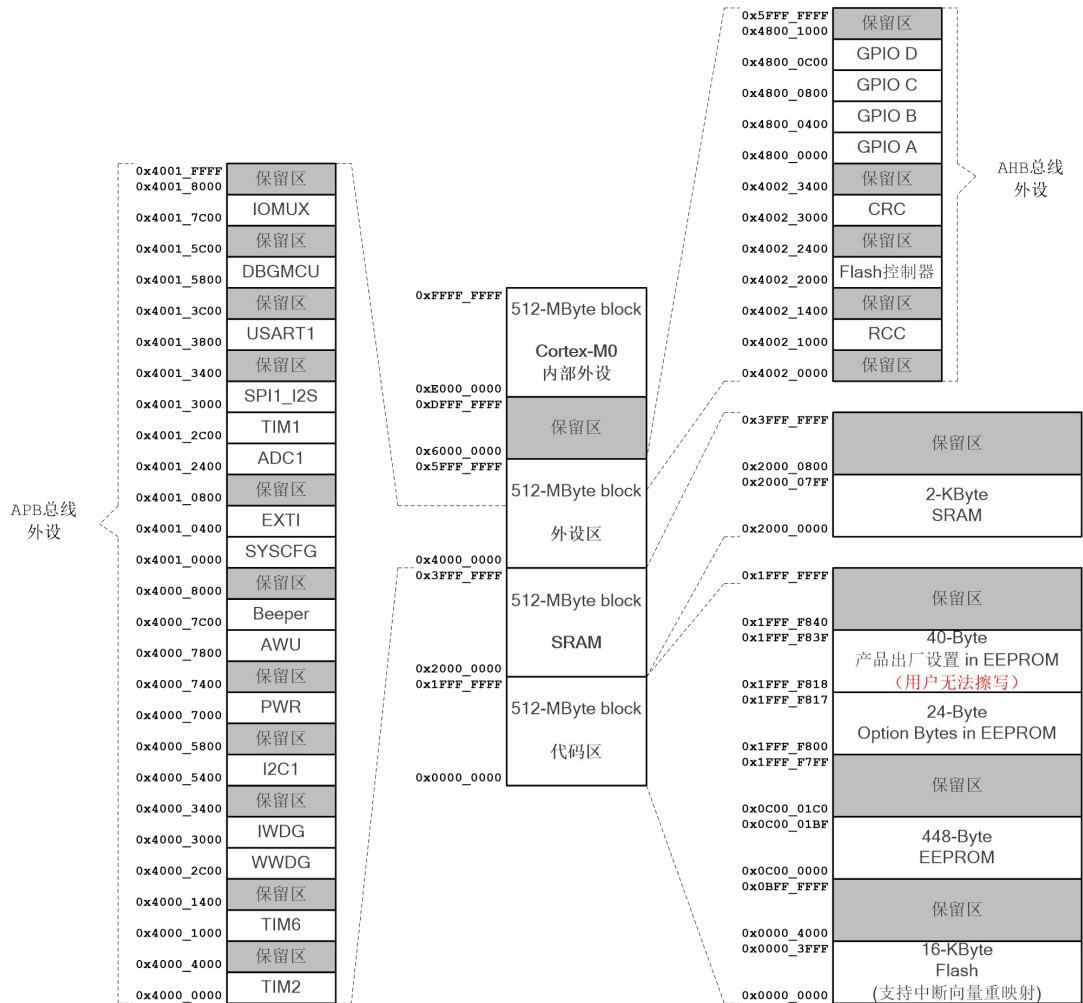 APB总线
外设
0x4001_FFFF
0x4001_8000
保留区
IOMUX
0x4001_7C00
保留区
0x4001_5C00
DBGMCU
0x4001_5800
保留区
0x4001_3C00
USART1
0x4001_3800
保留区
0x4001_3400
SPI1_I2S
0x4001_3000
TIM1
0x4001_2C00
ADC1
0x4001_2400
保留区
0x4001_0800
EXTI
0x4001_0400
SYSCFG
0x4001_0000
保留区
0x4000_8000
Beeper
0x4000_7C00
AWU
0x4000_7800
保留区
0x4000_7400
PWR
0x4000_7000
保留区
0x4000_5800
I2C1
0x4000_5400
保留区
0x4000_3400
IWDG
0x4000_3000
WWDG
0x4000_2C00
保留区
0x4000_1400
TIM6
0x4000_1000
保留区
0x4000_4000
TIM2
0x4000_0000
0xFFFF_FFFF
512-MByte block
Cortex-M0
内部外设
0xE000_0000
0xDFFF_FFFF
保留区
0x6000_0000
0x5FFF_FFFF
512-MByte block
外设区
0x4000_0000
0x3FFF_FFFF
512-MByte block
SRAM
0x2000_0000
0x1FFF_FFFF
512-MByte block
代码区
0x0000_0000
0x5FFF_FFFF
0x4800_1000
保留区
GPIO D
0x4800_0C00
GPIO C
0x4800_0800
GPIO B
0x4800_0400
GPIO A
0x4800_0000
保留区
0x4002_3400
CRC
0x4002_3000
保留区
0x4002_2400
Flash控制器
0x4002_2000
保留区
0x4002_1400
RCC
0x4002_1000
保留区
0x4002_0000
AHB总线
外设
0x3FFF_FFFF
保留区
0x2000_0800
0x2000_07FF
2-KByte
SRAM
0x2000_0000
0x1FFF_FFFF
保留区
0x1FFF_F840
0x1FFF_F83F
40-Byte
产品出厂设置 in EEPROM
（用户无法擦写）
0x1FFF_F818
0x1FFF_F817
24-Byte
Option Bytes in EEPROM
0x1FFF_F800
0x1FFF_F7FF
保留区
0x0C00_01C0
0x0C00_01BF
448-Byte
EEPROM
0x0C00_0000
0x0BFF_FFFF
保留区
0x0000_4000
0x0000_3FFF
16-KByte
Flash
(支持中断向量重映射)
0x0000_0000